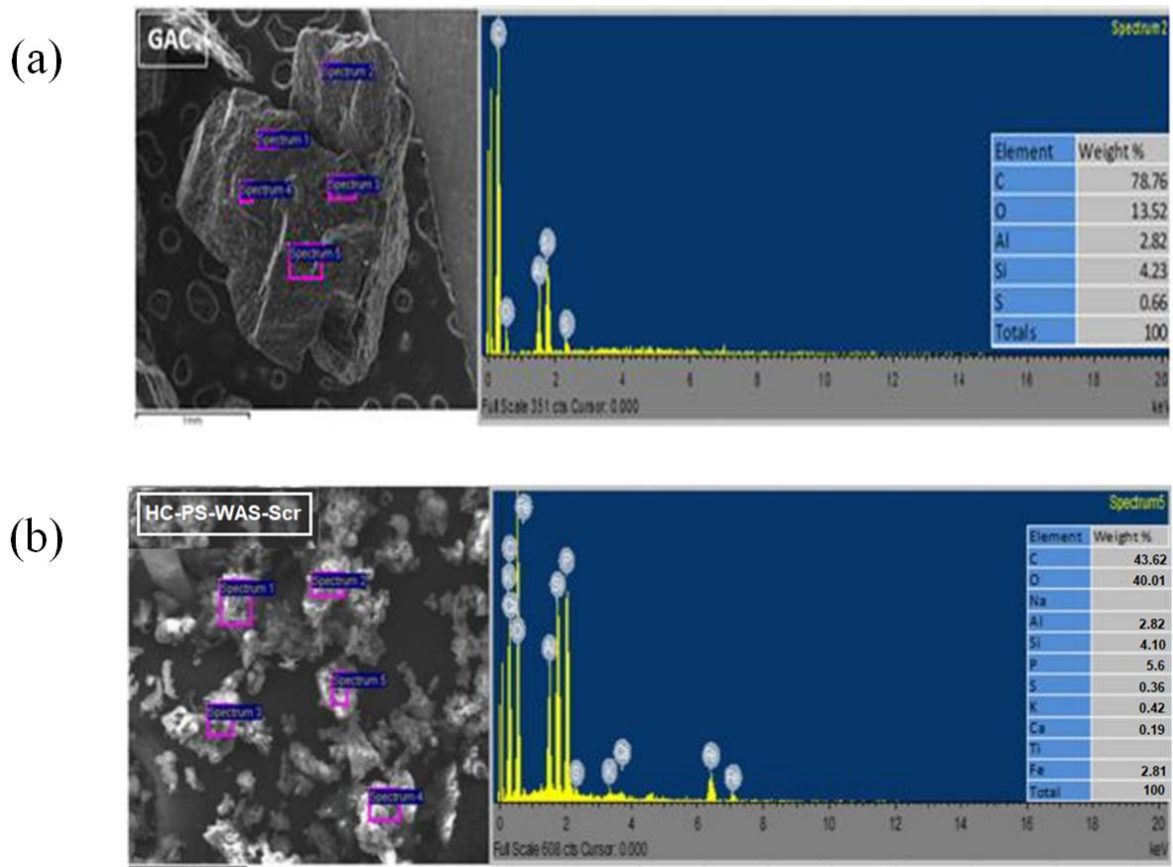 (a)
GAC
Spectrum 2
Spectrum 1
Spectrum 4
Spectrum 3
Spectrum 5
1mm
Spectrum2
Element Weight %
C 78.76
O 13.52
Al 2.82
Si 4.23
S 0.66
Totals 100
0 2 4 6 8 10 12 14 16 18 20
Full Scale 351 cts Cursor: 0.000 keV
(b)
HC-PS-WAS-Scr
Spectrum 1
Spectrum 2
Spectrum 5
Spectrum 3
Spectrum 4
Spectrum5
Element Weight %
C 43.62
O 40.01
Na
Al 2.82
Si 4.10
P 5.6
S 0.36
K 0.42
Ca 0.19
Ti
Fe 2.81
Total 100
0 2 4 6 8 10 12 14 16 18 20
Full Scale 608 cts Cursor: 0.000 keV